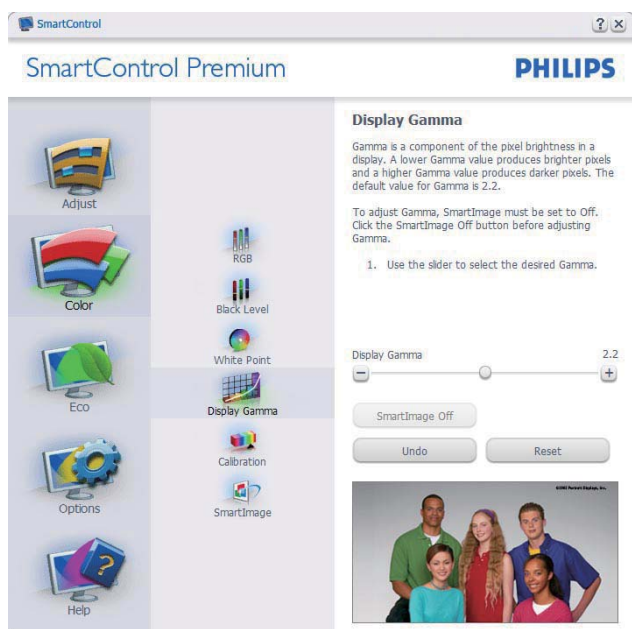 SmartControl
? ×
SmartControl Premium
PHILIPS
Adjust
Color
Eco
Options
Help
?
RGB
Black Level
White Point
Display Gamma
Calibration
SmartImage
Display Gamma
Gamma is a component of the pixel brightness in a
display. A lower Gamma value produces brighter pixels
and a higher Gamma value produces darker pixels. The
default value for Gamma is 2.2.
To adjust Gamma, SmartImage must be set to Off.
Click the SmartImage Off button before adjusting
Gamma.
1. Use the slider to select the desired Gamma.
Display Gamma 2.2
− +
SmartImage Off
Undo Reset
Portrait Displays, Inc.